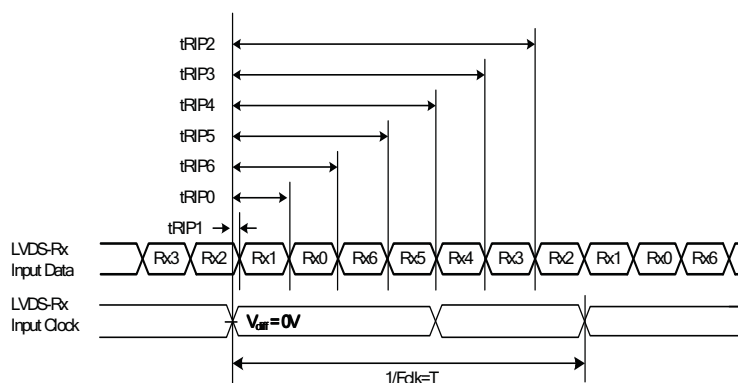 tRIP2
tRIP3
tRIP4
tRIP5
tRIP6
tRIP0
tRIP1
LVDS-Rx
Input Data
Rx3 Rx2 Rx1 Rx0 Rx6 Rx5 Rx4 Rx3 Rx2 Rx1 Rx0 Rx6
LVDS-Rx
Input Clock
Vdiff = 0V
1/Fclk=T